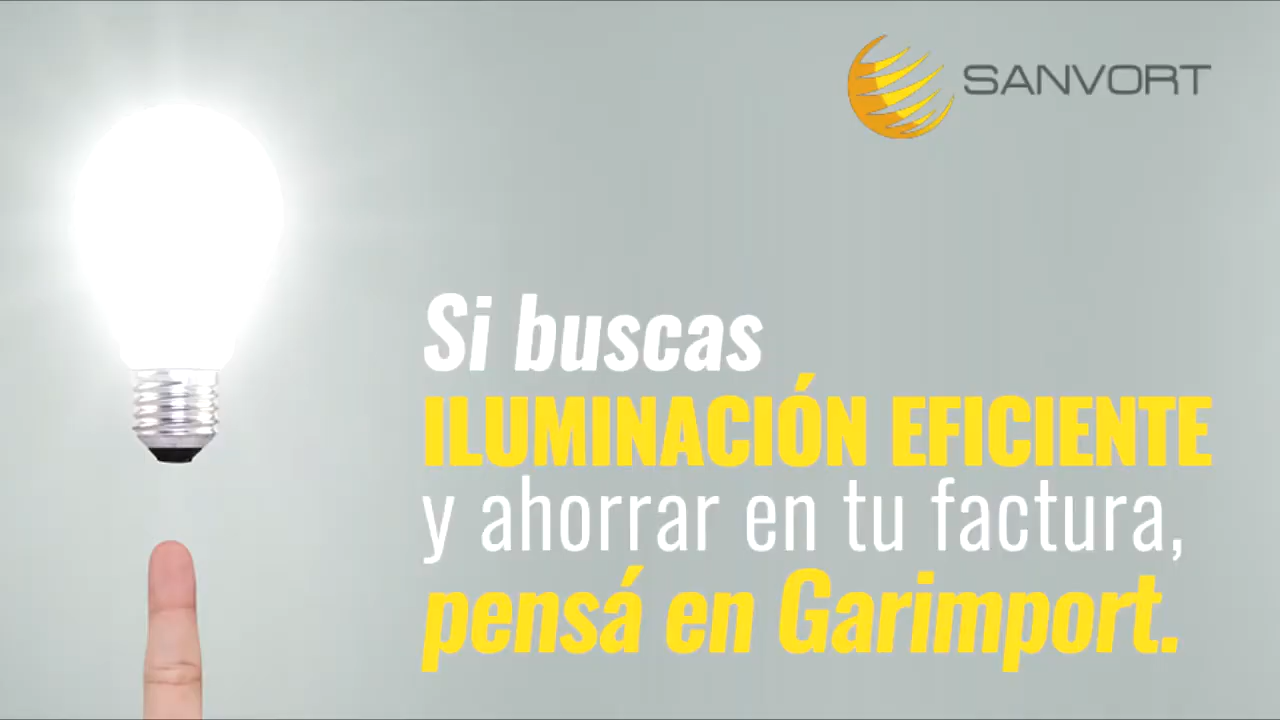 SANVORT
Si buscas
ILUMINACIÓN EFICIENTE
y ahorrar en tu factura,
pensá en Garimport.